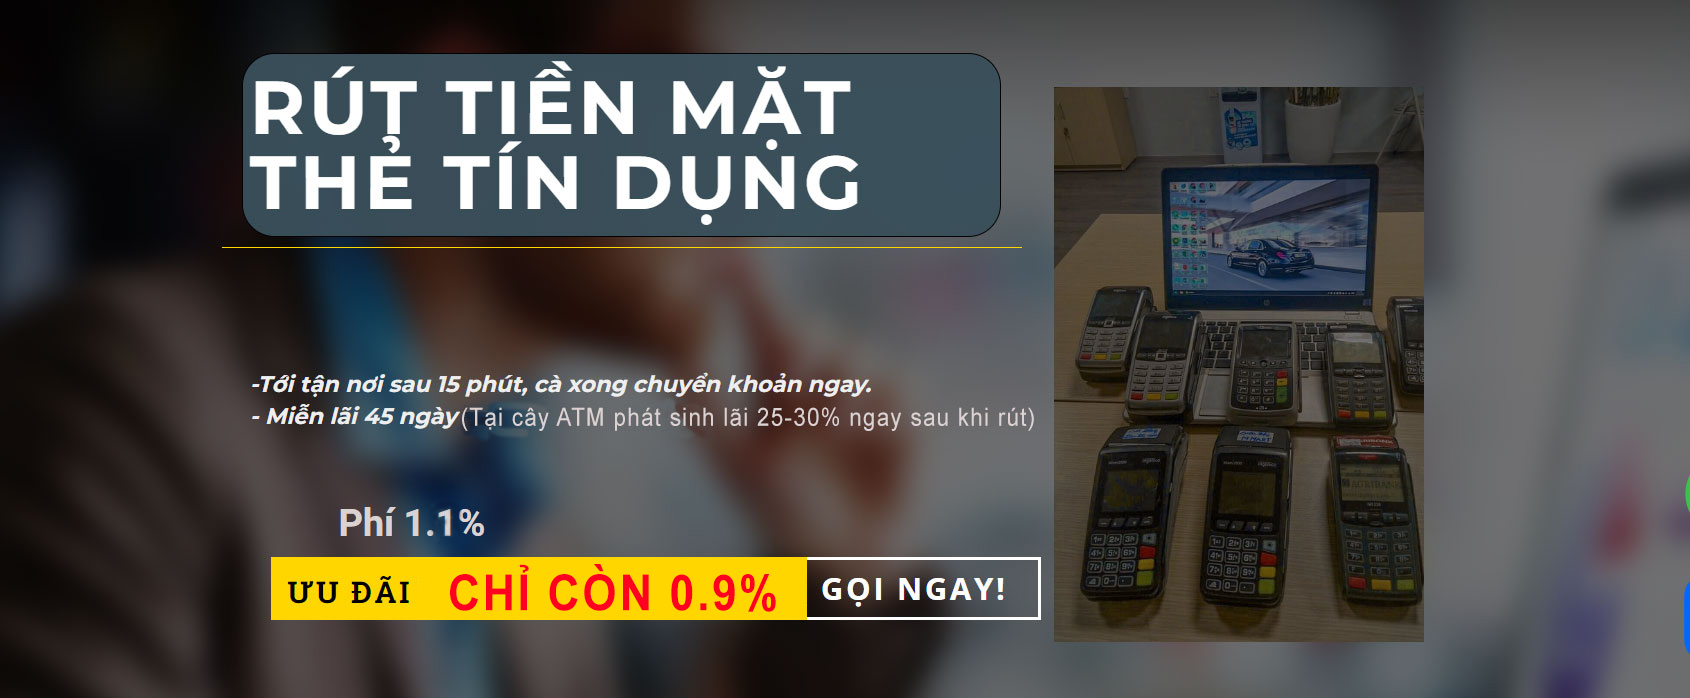 RÚT TIỀN MẶT
THẺ TÍN DỤNG
-Tới tận nơi sau 15 phút, cà xong chuyển khoản ngay.
- Miễn lãi 45 ngày(Tại cây ATM phát sinh lãi 25-30% ngay sau khi rút)
Phí 1.1%
ƯU ĐÃI CHỈ CÒN 0.9% GỌI NGAY!
AGRIBANK